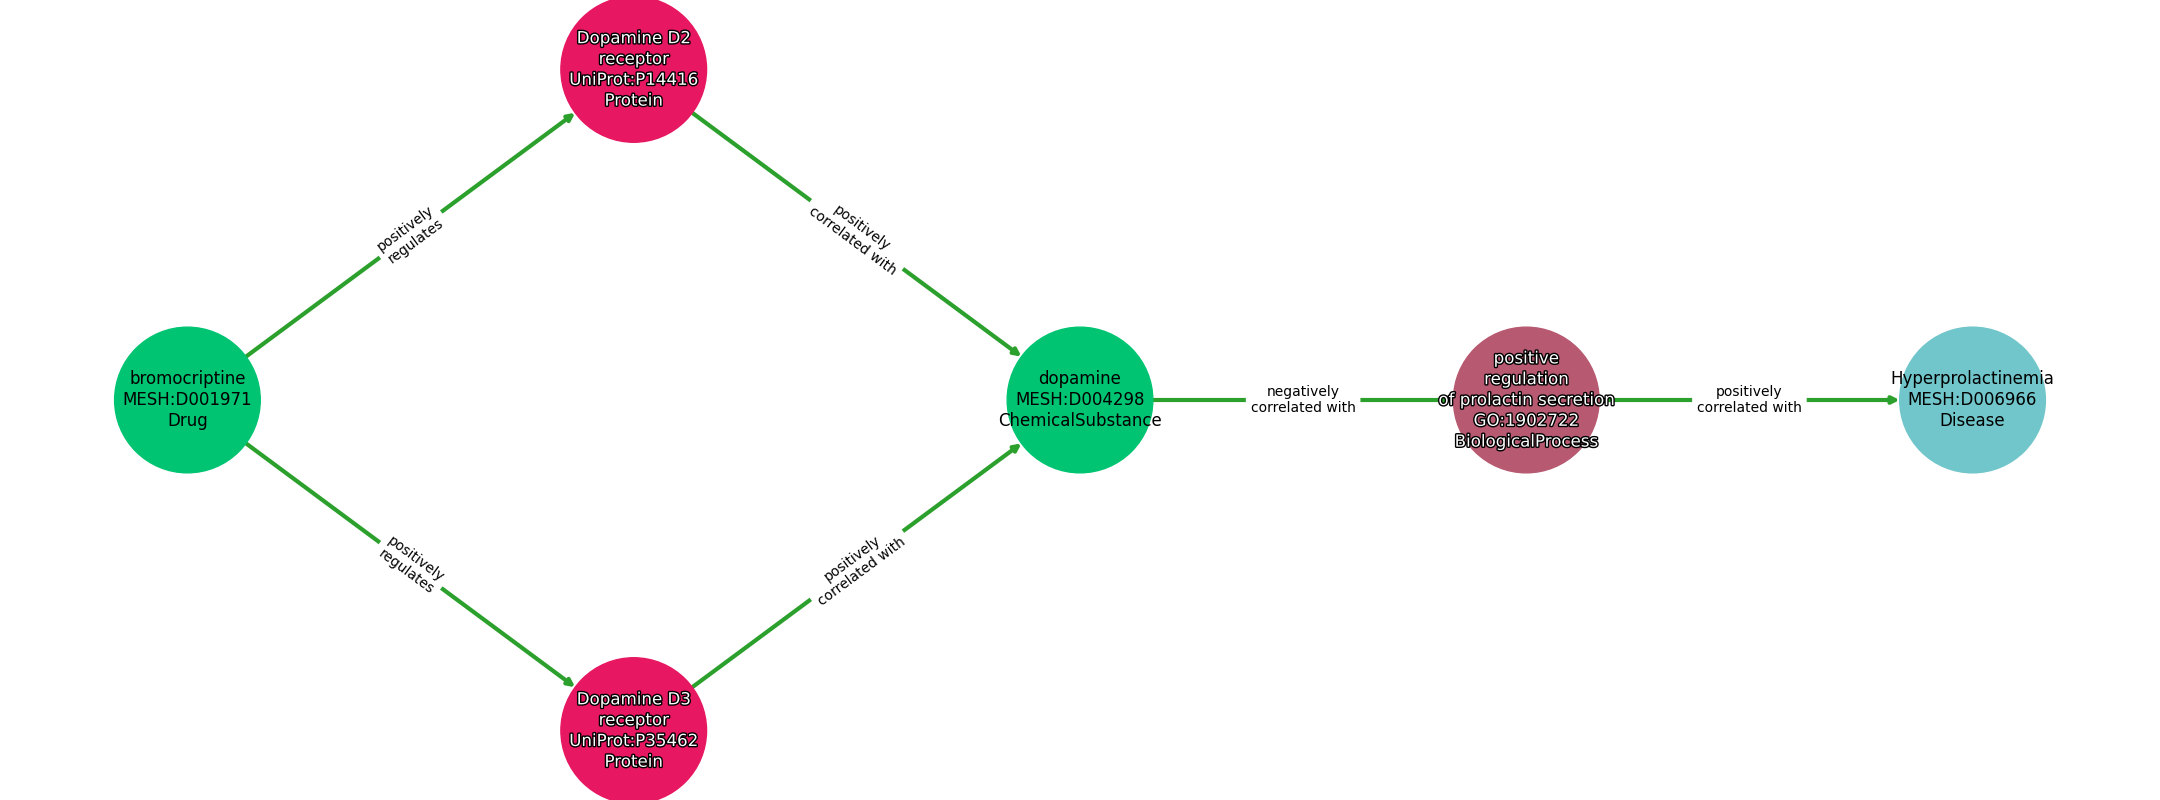 Dopamine D2
receptor
UniProt:P14416
Protein
positively
regulates
positively
correlated with
bromocriptine
MESH:D001971
Drug
dopamine
MESH:D004298
ChemicalSubstance
negatively
correlated with
positive
regulation
of prolactin secretion
GO:1902722
BiologicalProcess
positively
correlated with
Hyperprolactinemia
MESH:D006966
Disease
positively
regulates
positively
correlated with
Dopamine D3
receptor
UniProt:P35462
Protein